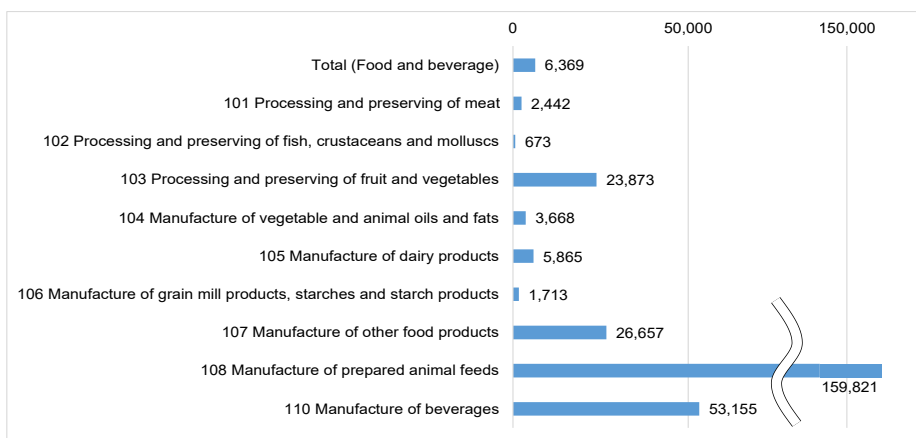 0 50,000 150,000
Total (Food and beverage) 6,369
101 Processing and preserving of meat 2,442
102 Processing and preserving of fish, crustaceans and molluscs 673
103 Processing and preserving of fruit and vegetables 23,873
104 Manufacture of vegetable and animal oils and fats 3,668
105 Manufacture of dairy products 5,865
106 Manufacture of grain mill products, starches and starch products 1,713
107 Manufacture of other food products 26,657
108 Manufacture of prepared animal feeds 159,821
110 Manufacture of beverages 53,155